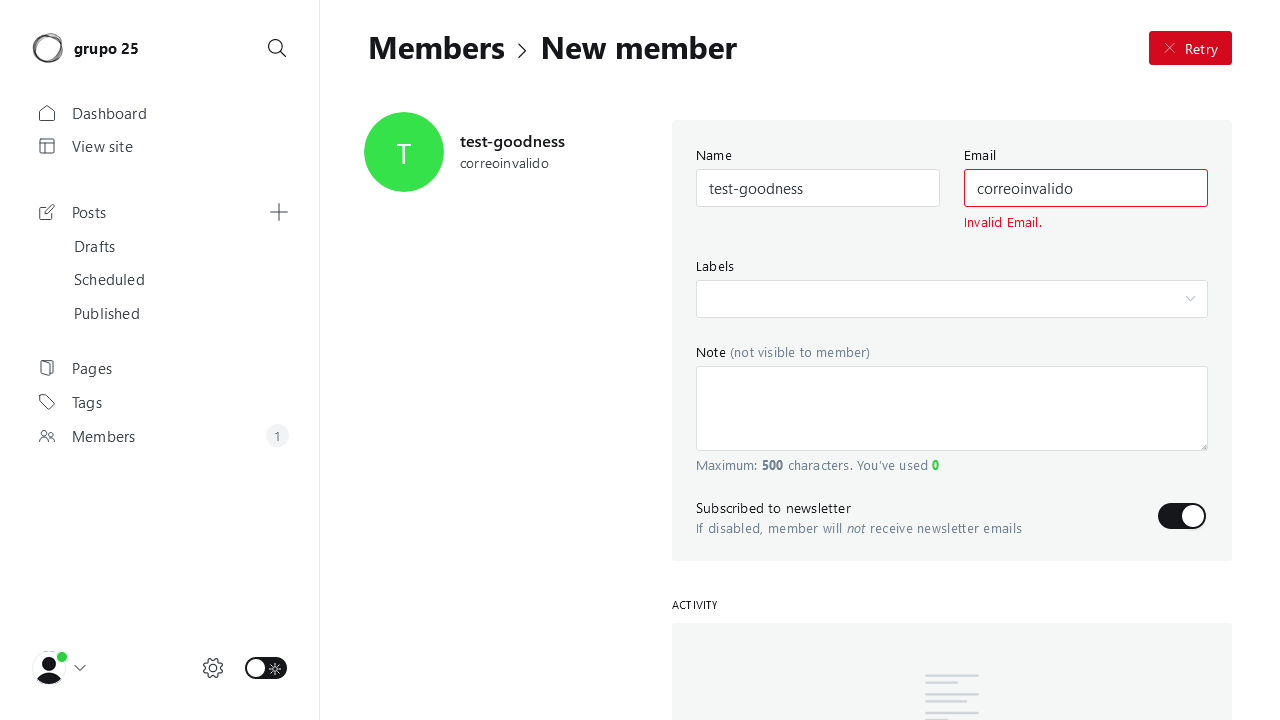 grupo 25
Dashboard
View site
Posts
Drafts
Scheduled
Published
Pages
Tags
Members
1
Members
New member
Retry
T
test-goodness
correoinvalido
Name
test-goodness
Email
correoinvalido
Invalid Email.
Labels
Note (not visible to member)
Maximum: 500 characters. You've used 0
Subscribed to newsletter
If disabled, member will not receive newsletter emails
ACTIVITY